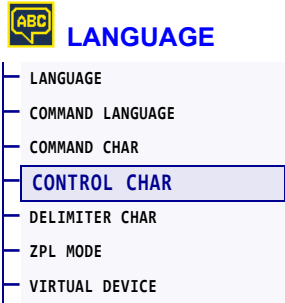 ABC
LANGUAGE
LANGUAGE
COMMAND LANGUAGE
COMMAND CHAR
CONTROL CHAR
DELIMITER CHAR
ZPL MODE
VIRTUAL DEVICE